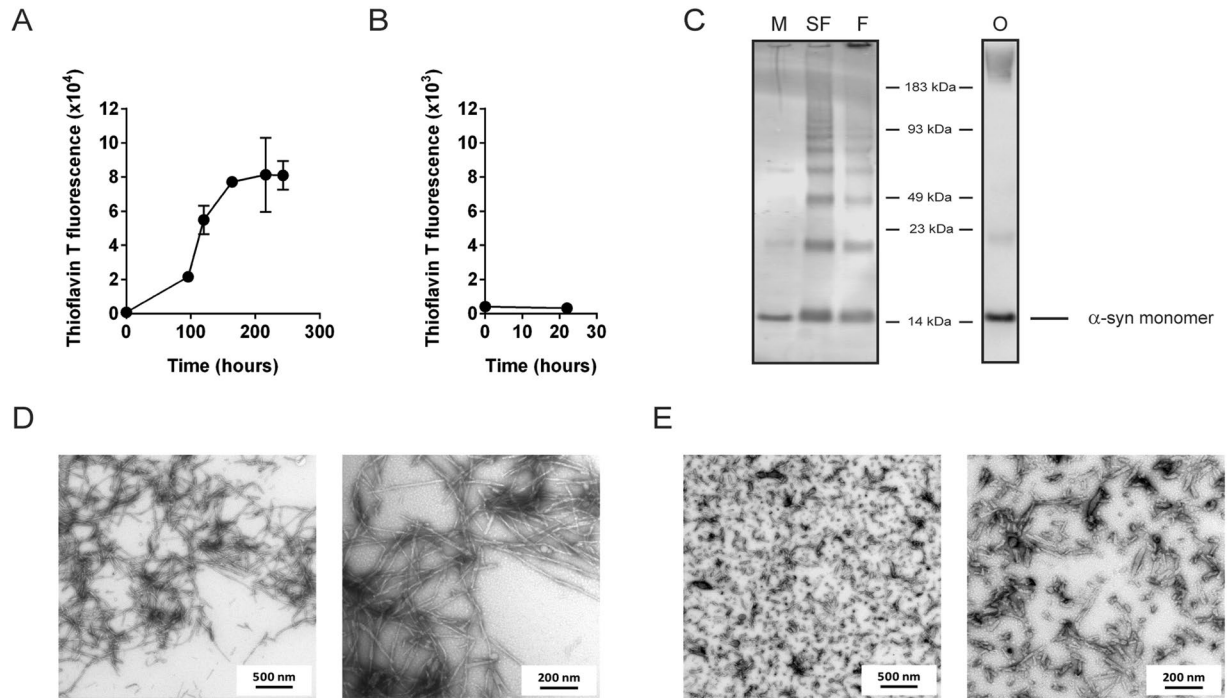 A
Thioflavin T fluorescence (x10⁴)
12
10
8
6
4
2
0
0 100 200 300
Time (hours)
B
Thioflavin T fluorescence (x10³)
12
10
8
6
4
2
0
0 10 20 30
Time (hours)
C
M SF F O
183 kDa
93 kDa
49 kDa
23 kDa
14 kDa
α-syn monomer
D
500 nm
200 nm
E
500 nm
200 nm